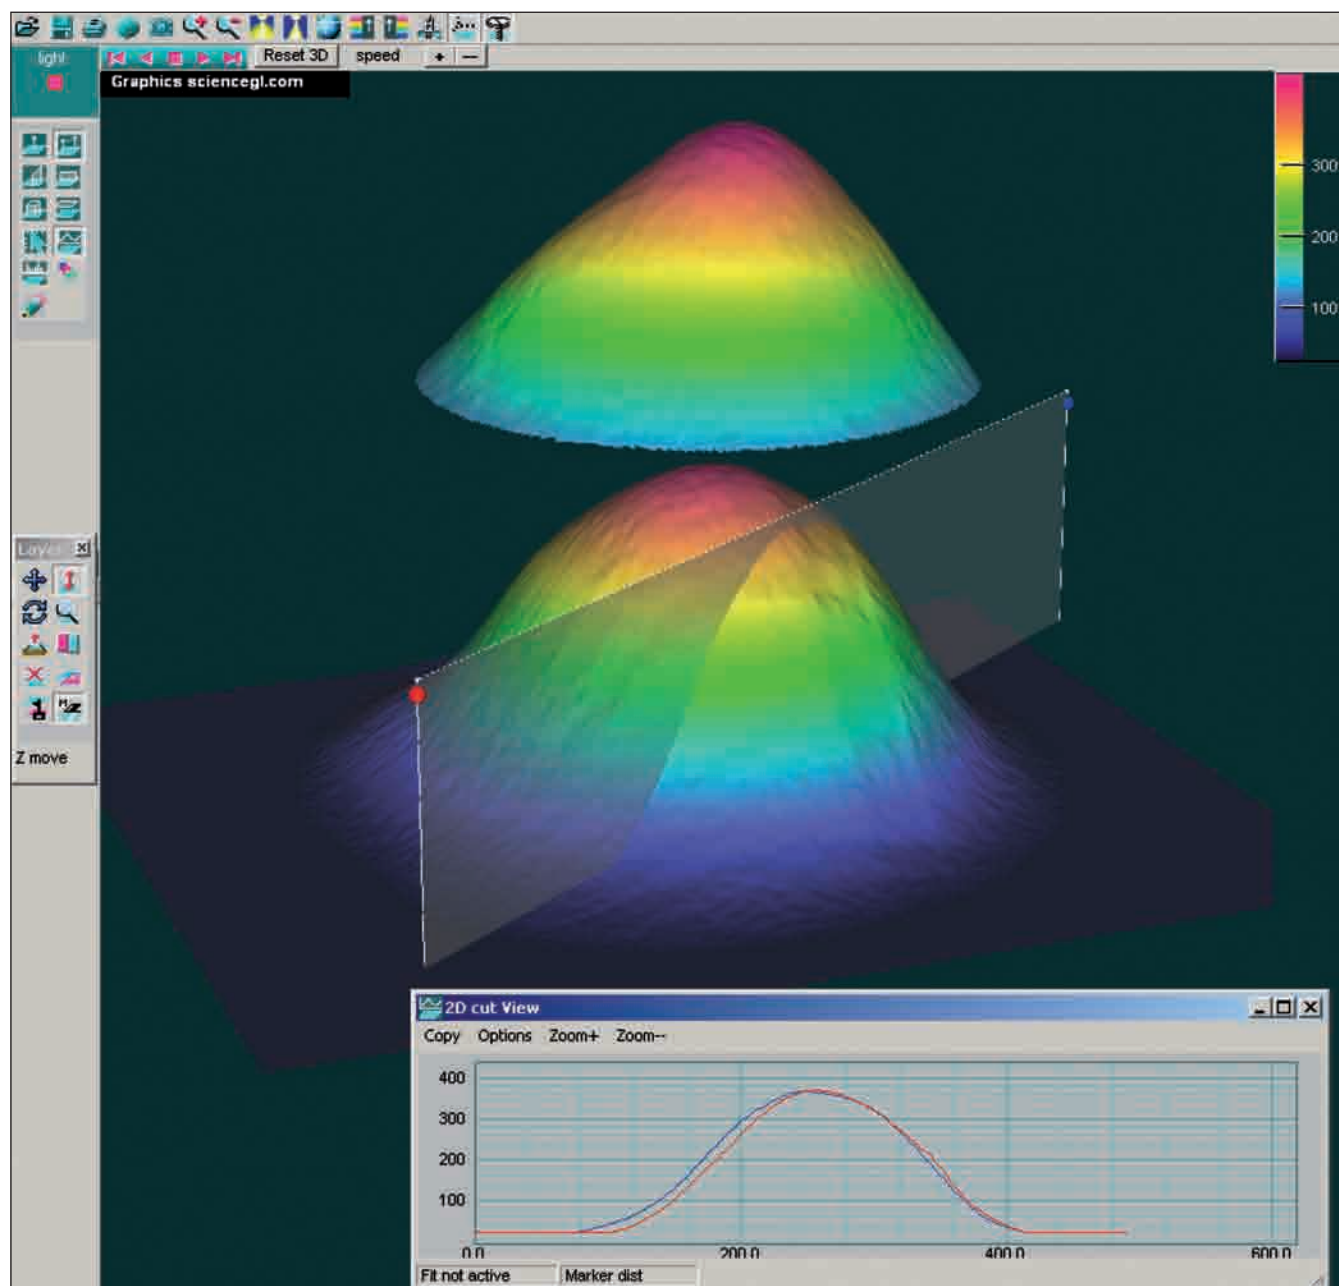 light
Reset 3D speed + −
Graphics sciencegl.com
300
200
100
Layer
Z move
2D cut View
Copy Options Zoom+ Zoom--
400
300
200
100
0.0 200.0 400.0 600.0
Fit not active Marker dist